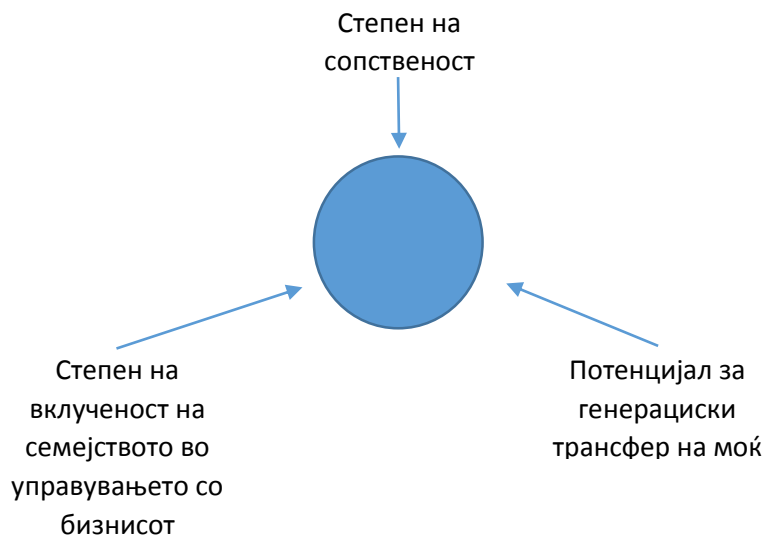 Степен на
сопственост
Степен на
вклученост на
семејството во
управувањето со
бизнисот
Потенцијал за
генерациски
трансфер на моќ